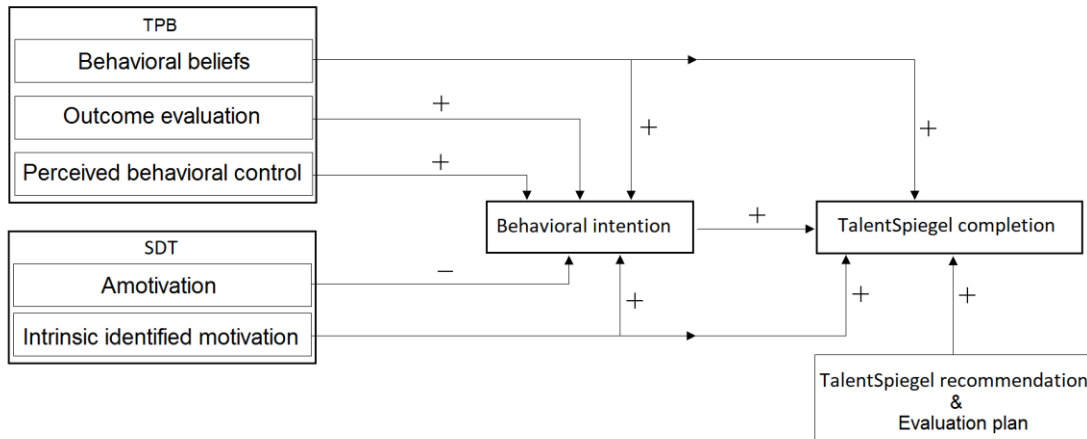 TPB
Behavioral beliefs
Outcome evaluation
Perceived behavioral control
SDT
Amotivation
Intrinsic identified motivation
+
+
+
+
−
+
Behavioral intention
+
TalentSpiegel completion
+
+
TalentSpiegel recommendation
&
Evaluation plan